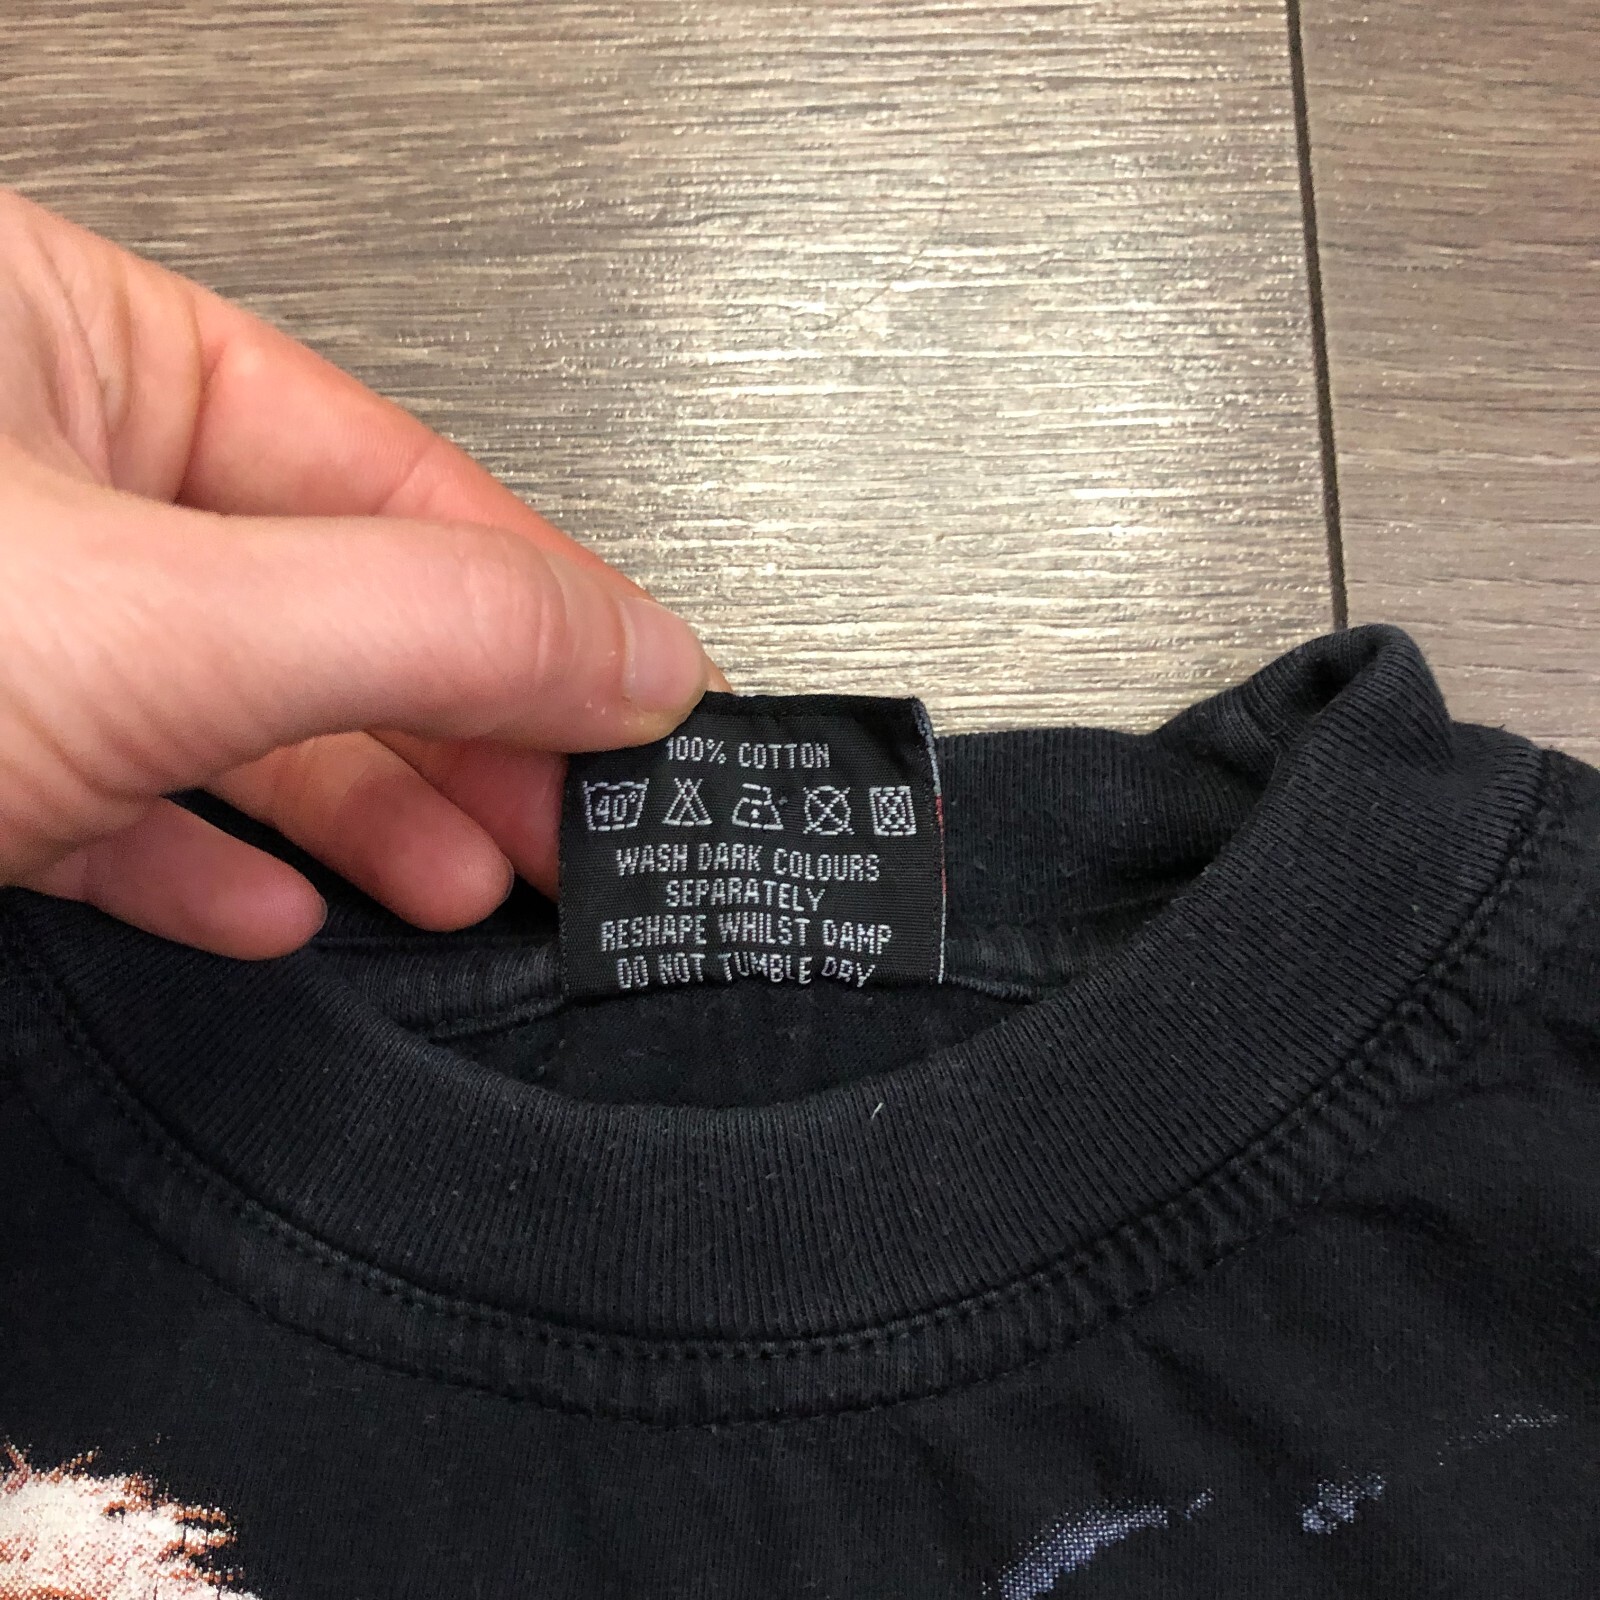 100% COTTON
40°
WASH DARK COLOURS
SEPARATELY
RESHAPE WHILST DAMP
DO NOT TUMBLE DRY